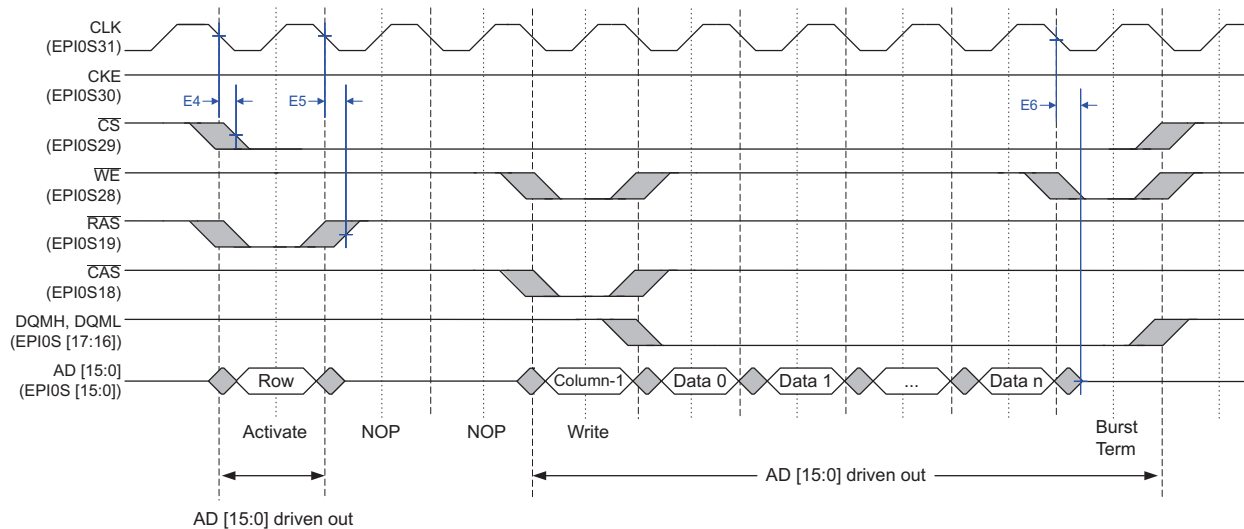 CLK
(EPI0S31)
CKE
(EPI0S30)
E4
E5
E6
CS
(EPI0S29)
WE
(EPI0S28)
RAS
(EPI0S19)
CAS
(EPI0S18)
DQMH, DQML
(EPI0S [17:16])
AD [15:0]
(EPI0S [15:0])
Row
Column-1
Data 0
Data 1
...
Data n
Activate
NOP
NOP
Write
Burst
Term
AD [15:0] driven out
AD [15:0] driven out